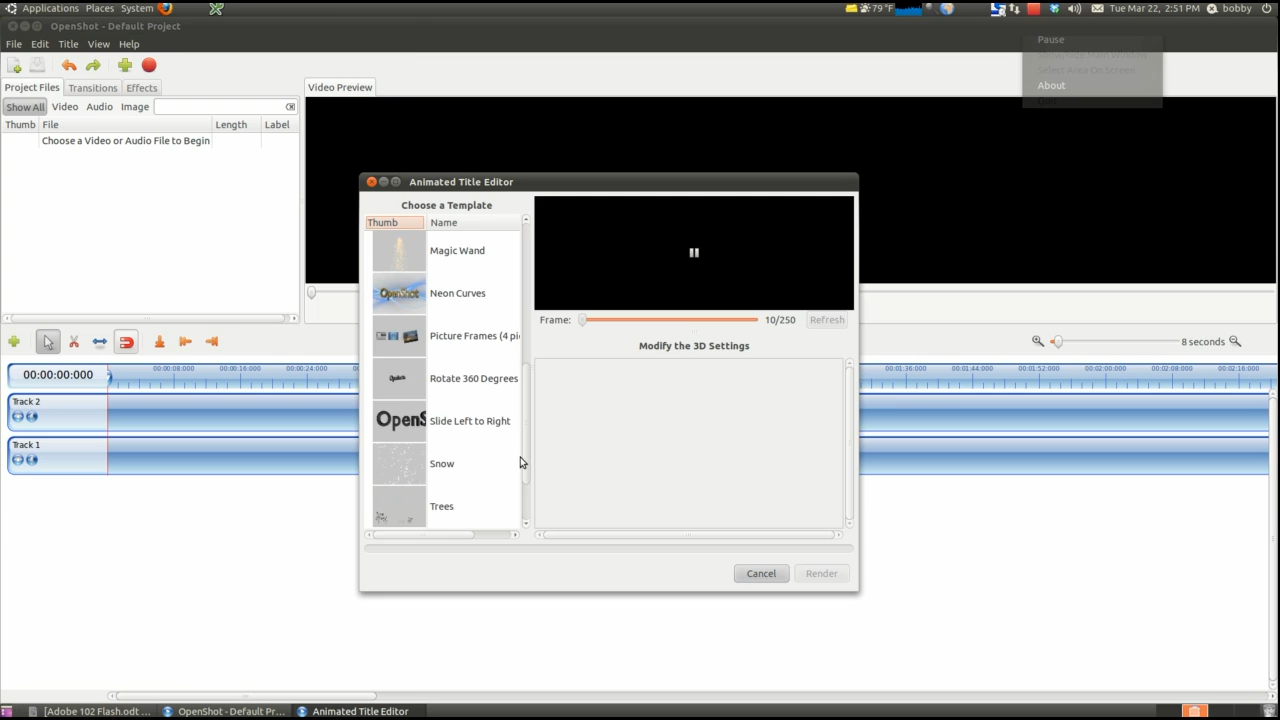 Applications Places System 79 °F Tue Mar 22, 2:51 PM bobby
OpenShot - Default Project
File Edit Title View Help
Pause
Select Area On Screen
About
Project Files Transitions Effects Video Preview
Show All Video Audio Image
Thumb File Length Label
Choose a Video or Audio File to Begin
Animated Title Editor
Choose a Template
Thumb Name
Magic Wand
OpenShot Neon Curves
Picture Frames (4 pi
Rotate 360 Degrees
OpenS Slide Left to Right
Snow
Trees
Frame: 10/250 Refresh
Modify the 3D Settings
8 seconds
00:00:00:000 00:00:08:000 00:00:16:000 00:00:24:000 00:01:36:000 00:01:44:000 00:01:52:000 00:02:00:000 00:02:08:000 00:02:16:000
Track 2
Track 1
Cancel Render
[Adobe 102 Flash.odt ... OpenShot - Default Pr... Animated Title Editor